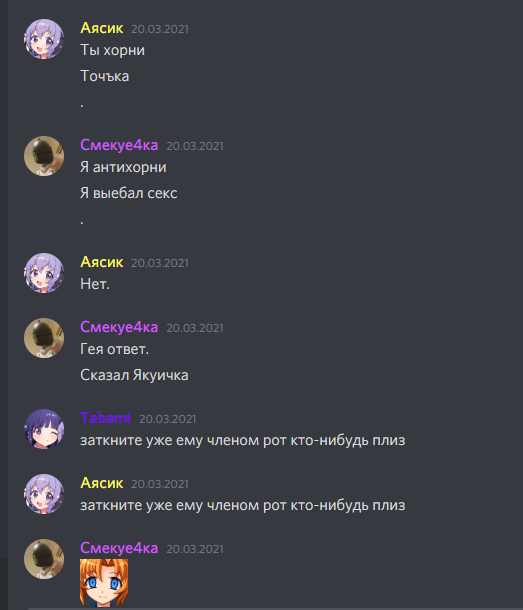 Аясик 20.03.2021
Ты хорни
Точъка
.
Смекуе4ка 20.03.2021
Я антихорни
Я выебал секс
.
Аясик 20.03.2021
Нет.
Смекуе4ка 20.03.2021
Гея ответ.
Сказал Якуичка
Tabami 20.03.2021
заткните уже ему членом рот кто-нибудь плиз
Аясик 20.03.2021
заткните уже ему членом рот кто-нибудь плиз
Смекуе4ка 20.03.2021